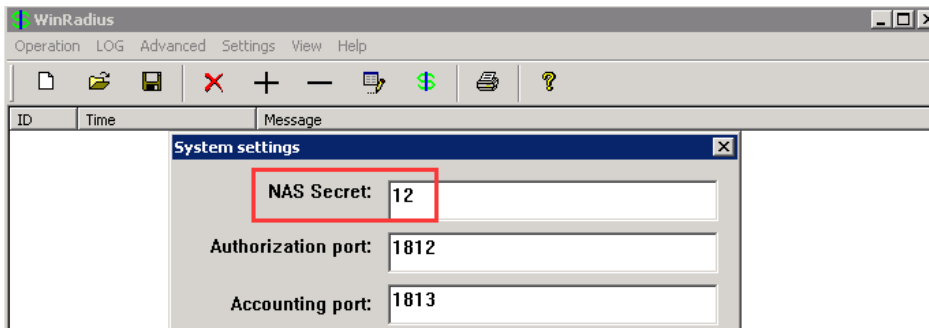 WinRadius
Operation LOG Advanced Settings View Help
ID Time Message
System settings
NAS Secret: 12
Authorization port: 1812
Accounting port: 1813